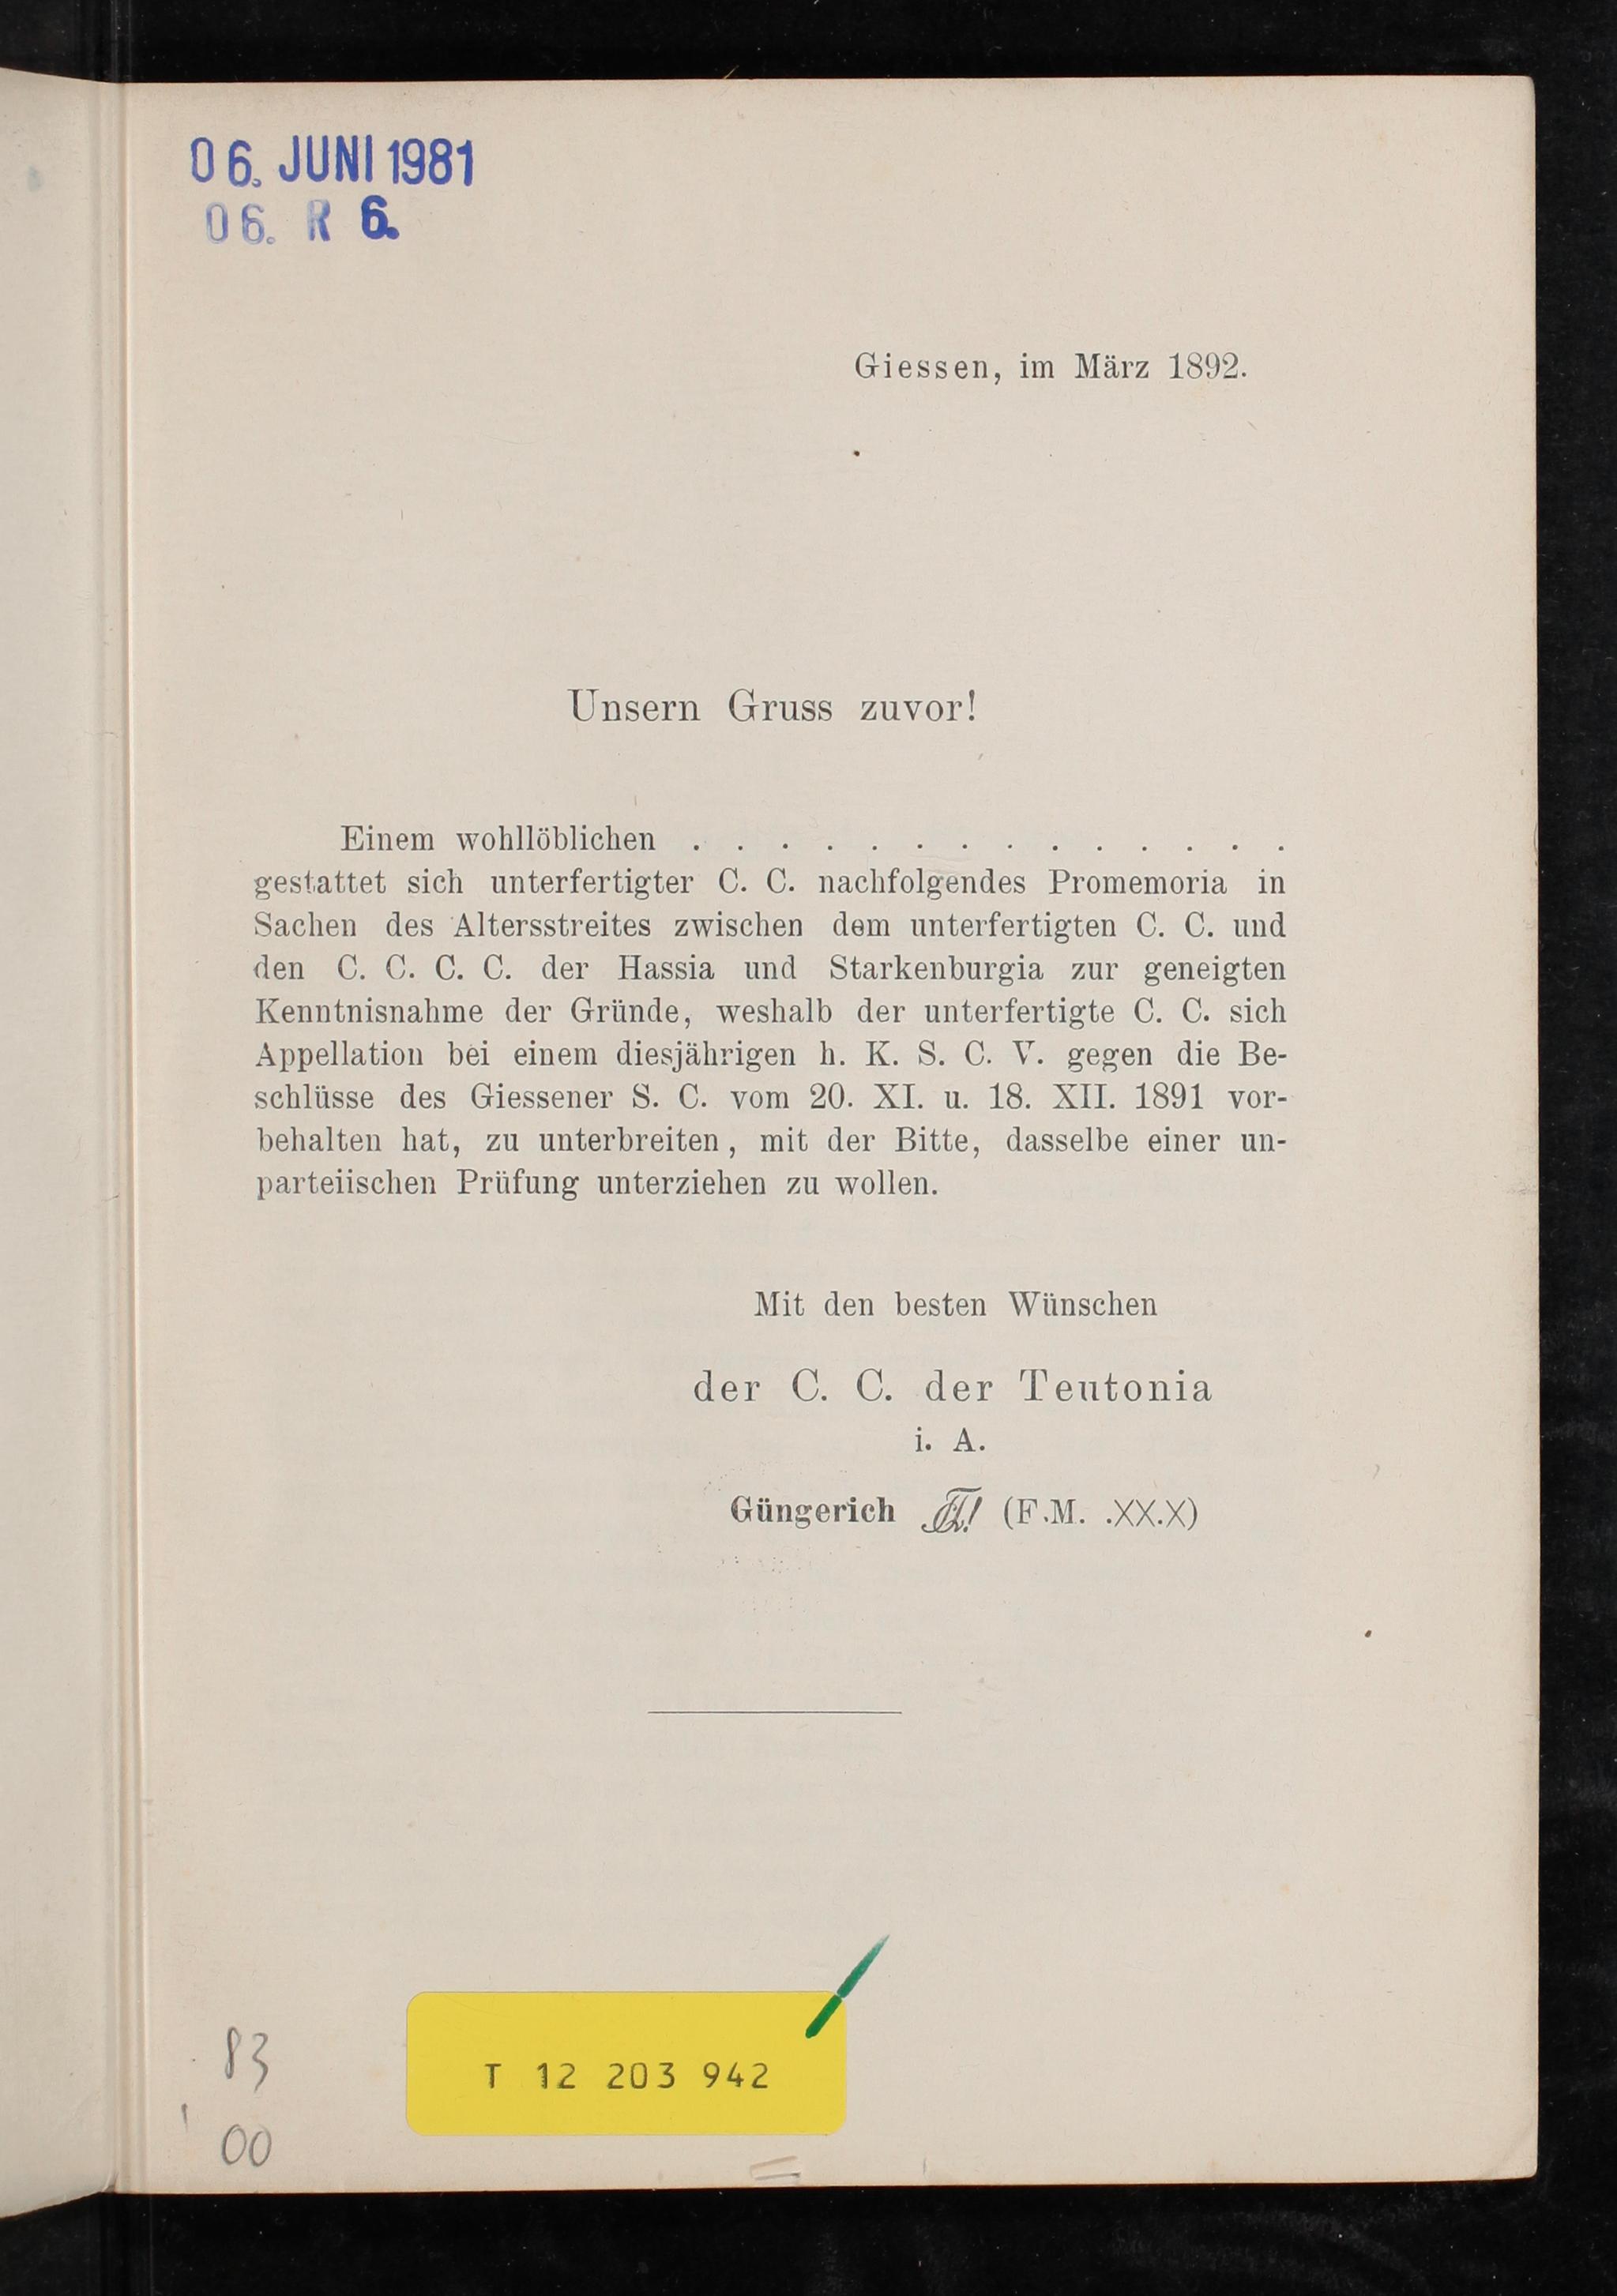 06. JUNI 1981
06. R 6.
Giessen, im März 1892.
Unsern Gruss zuvor!
Einem wohllöblichen . . . . . . . . . . . . . .
gestattet sich unterfertigter C. C. nachfolgendes Promemoria in
Sachen des Altersstreites zwischen dem unterfertigten C. C. und
den C. C. C. C. der Hassia und Starkenburgia zur geneigten
Kenntnisnahme der Gründe, weshalb der unterfertigte C. C. sich
Appellation bei einem diesjährigen h. K. S. C. V. gegen die Be-
schlüsse des Giessener S. C. vom 20. XI. u. 18. XII. 1891 vor-
behalten hat, zu unterbreiten, mit der Bitte, dasselbe einer un-
parteiischen Prüfung unterziehen zu wollen.
Mit den besten Wünschen
der C. C. der Teutonia
i. A.
Güngerich (F.M. .XX.X)
T 12 203 942
83
00